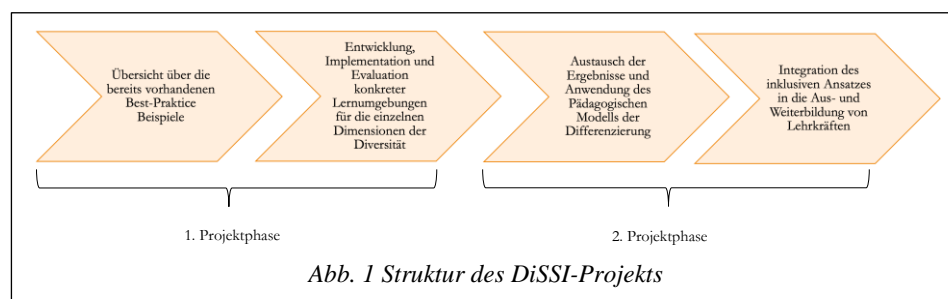 Übersicht über die
bereits vorhandenen
Best-Praktice
Beispiele
Entwicklung,
Implementation und
Evaluation
konkreter
Lernumgebungen
für die einzelnen
Dimensionen der
Diversität
Austausch der
Ergebnisse und
Anwendung des
Pädagogischen
Modells der
Differenzierung
Integration des
inklusiven Ansatzes
in die Aus- und
Weiterbildung von
Lehrkräften
1. Projektphase
2. Projektphase
Abb. 1 Struktur des DiSSI-Projekts